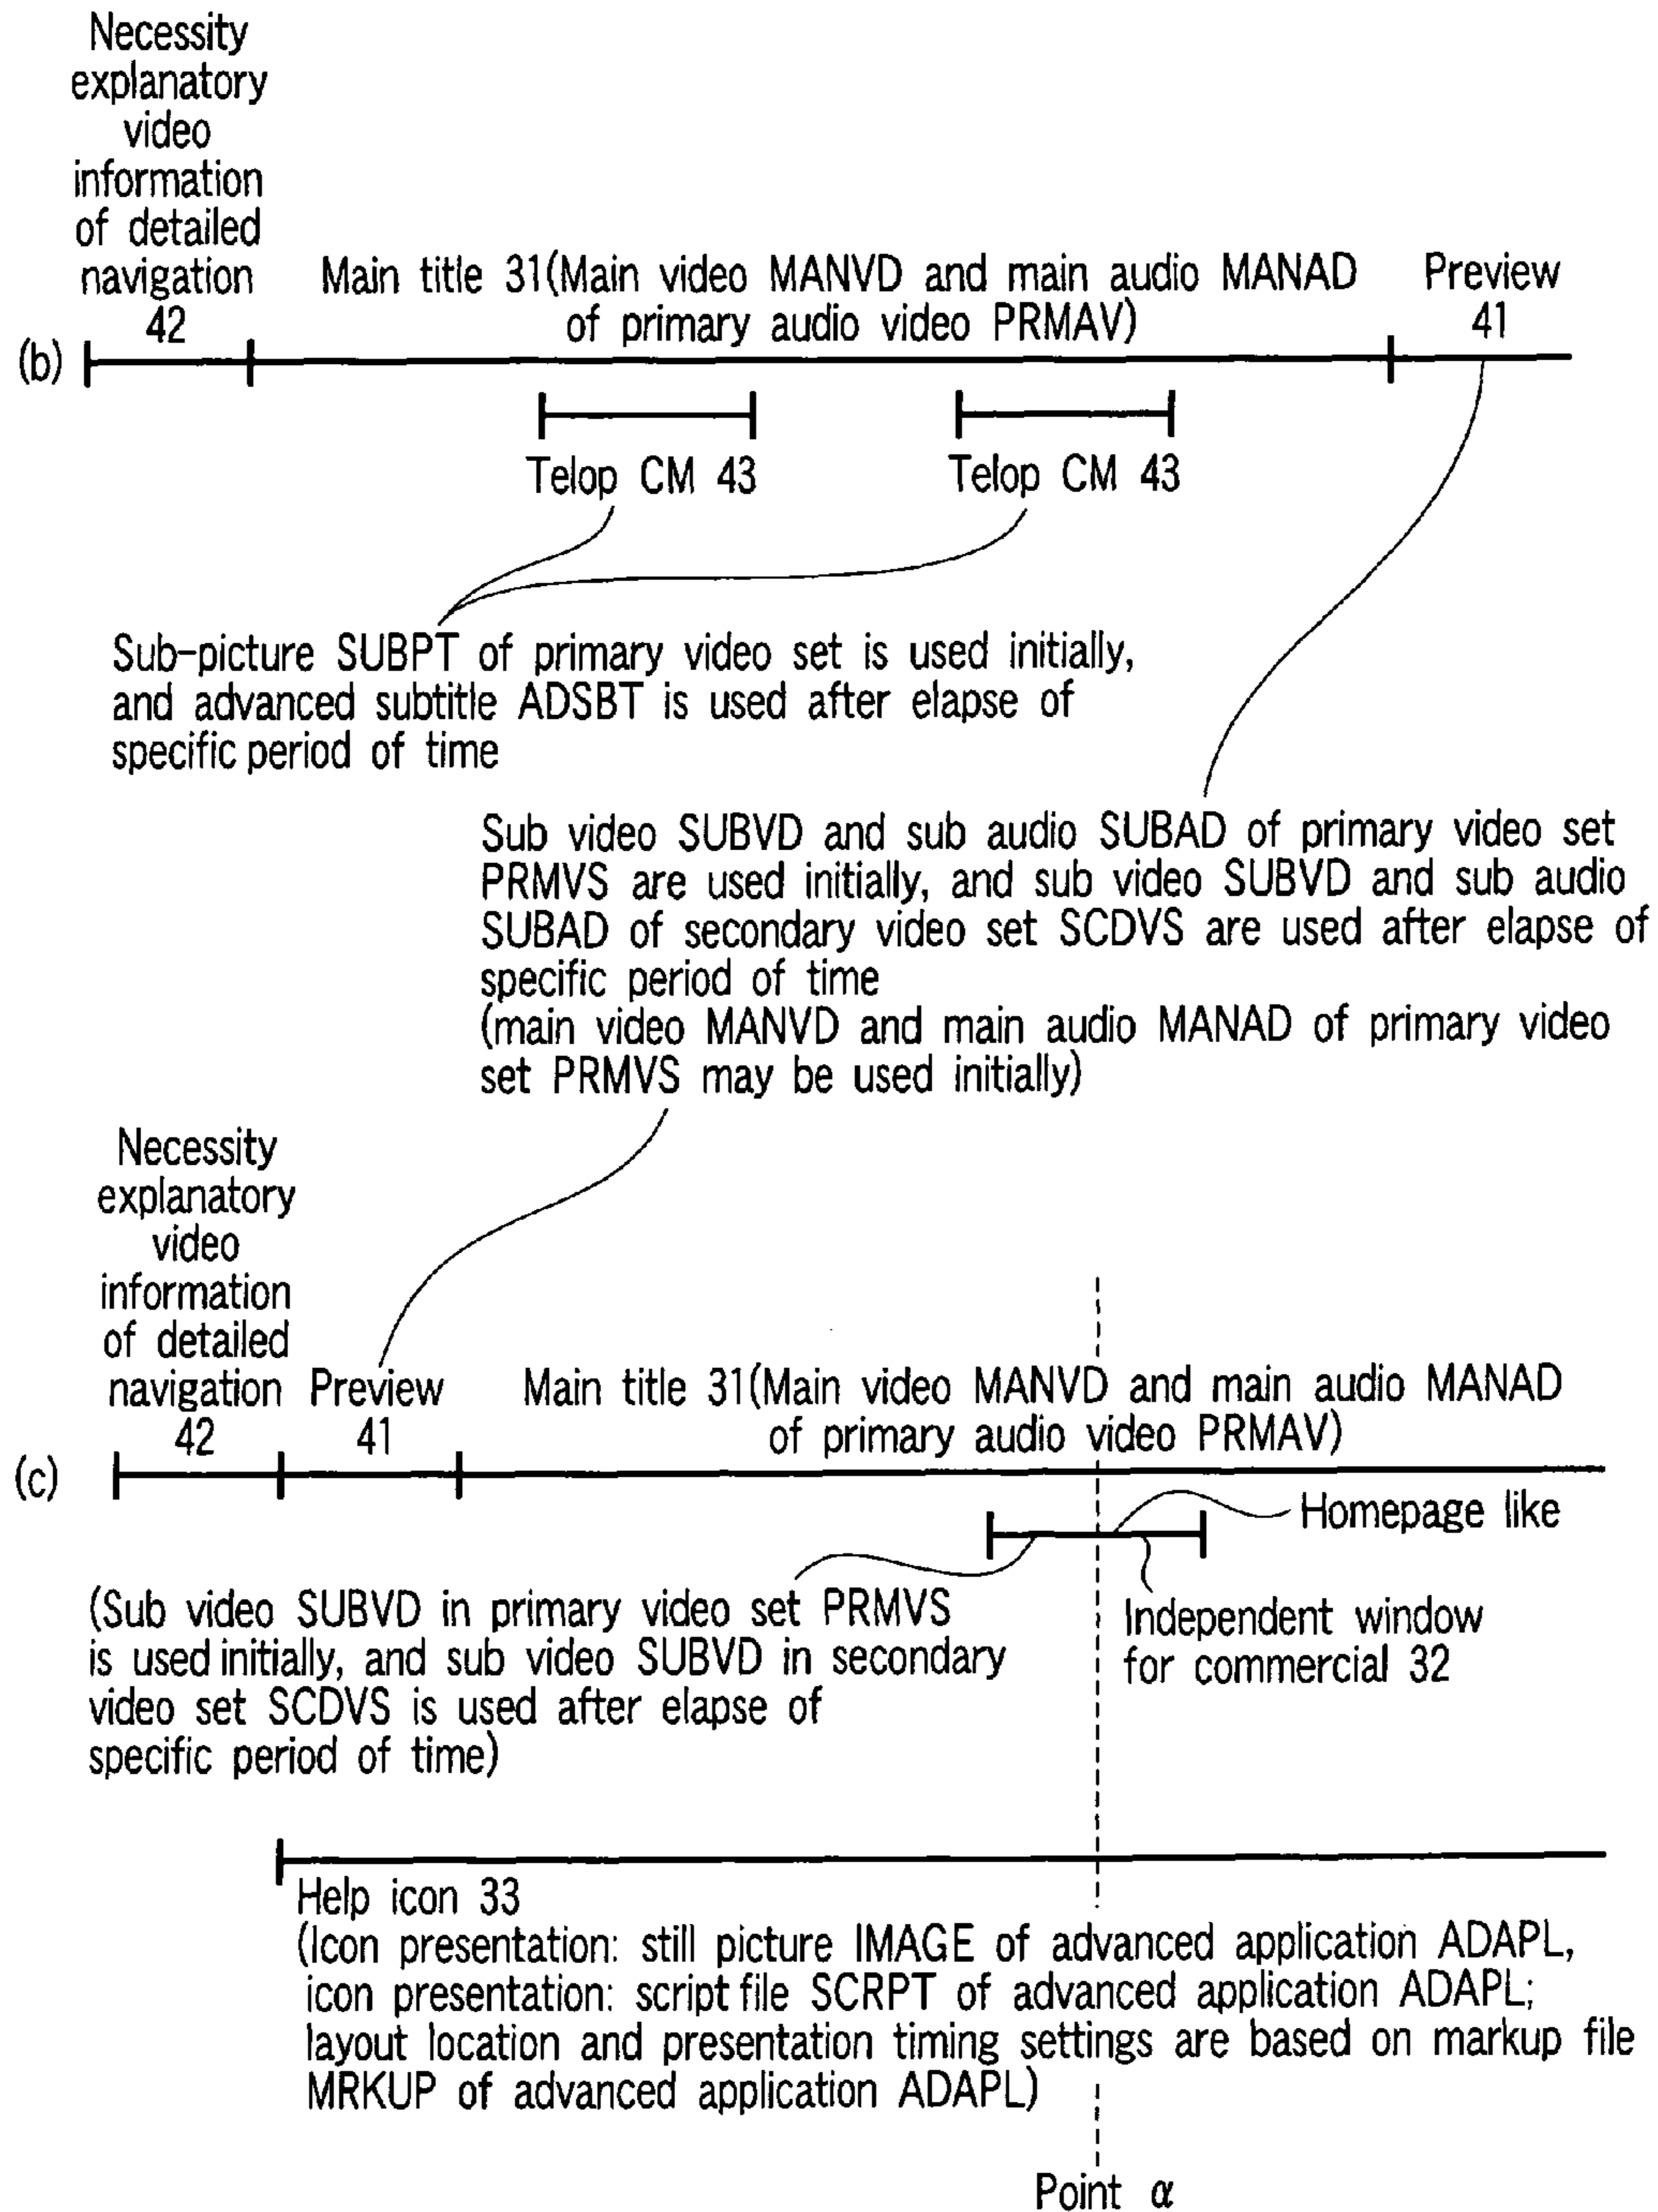 Necessity
explanatory
video
information
of detailed
navigation
42
Main title 31(Main video MANVD and main audio MANAD
of primary audio video PRMAV)
Preview
41
(b)
Telop CM 43
Telop CM 43
Sub-picture SUBPT of primary video set is used initially,
and advanced subtitle ADSBT is used after elapse of
specific period of time
Sub video SUBVD and sub audio SUBAD of primary video set
PRMVS are used initially, and sub video SUBVD and sub audio
SUBAD of secondary video set SCDVS are used after elapse of
specific period of time
(main video MANVD and main audio MANAD of primary video
set PRMVS may be used initially)
Necessity
explanatory
video
information
of detailed
navigation
42
Preview
41
Main title 31(Main video MANVD and main audio MANAD
of primary audio video PRMAV)
(c)
Homepage like
(Sub video SUBVD in primary video set PRMVS
is used initially, and sub video SUBVD in secondary
video set SCDVS is used after elapse of
specific period of time)
Independent window
for commercial 32
Help icon 33
(Icon presentation: still picture IMAGE of advanced application ADAPL,
icon presentation: script file SCRPT of advanced application ADAPL;
layout location and presentation timing settings are based on markup file
MRKUP of advanced application ADAPL)
Point α